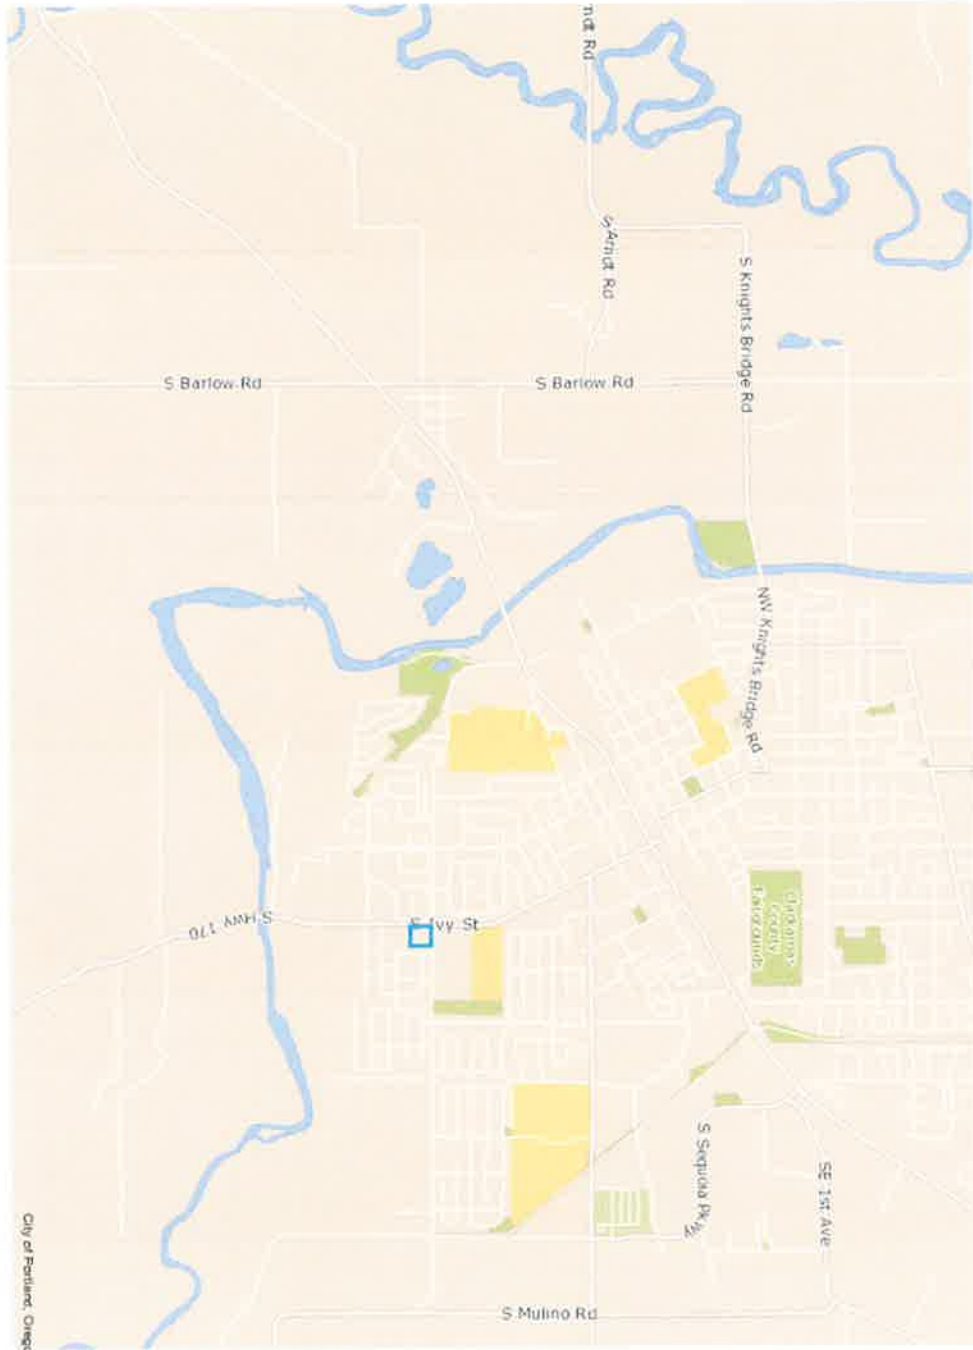 ndt Rd
S Arndt Rd
S Knights Bridge Rd
S Barlow Rd
S Barlow Rd
NW Knights Bridge Rd
Clackamas
County
Fairgrounds
S Ivy St
S HWY 170
S Sequoia Pkwy
SE 1st Ave
S Mulino Rd
City of Portland, Orego